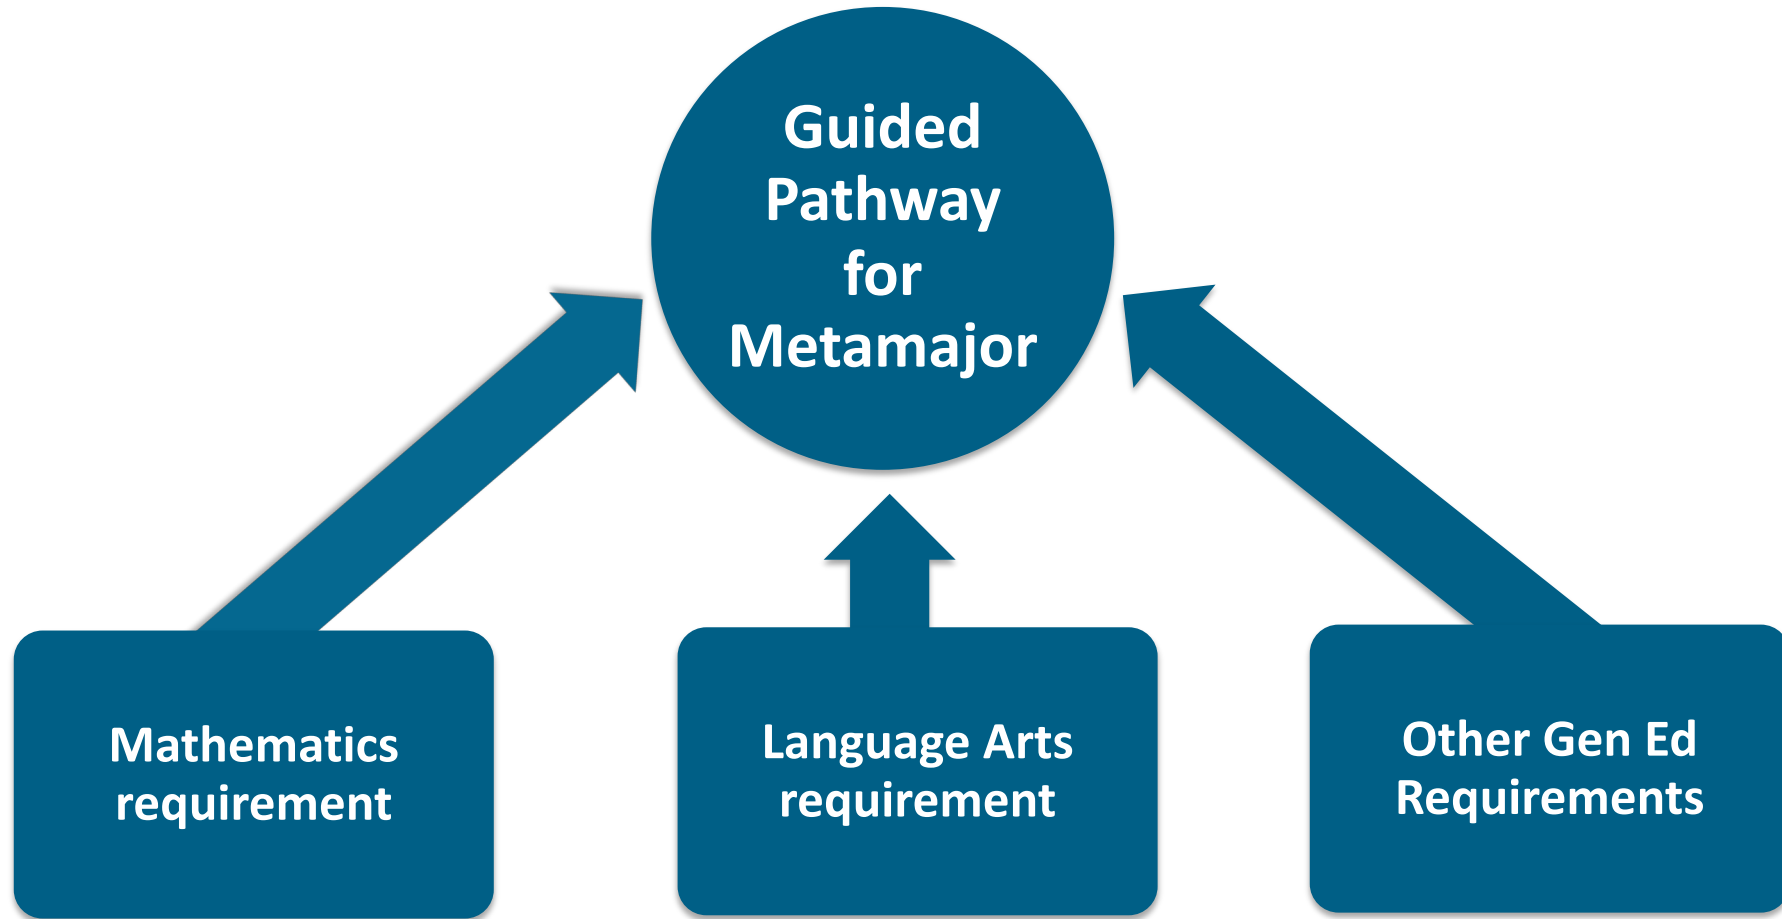 Guided
Pathway
for
Metamajor
Mathematics
requirement
Language Arts
requirement
Other Gen Ed
Requirements